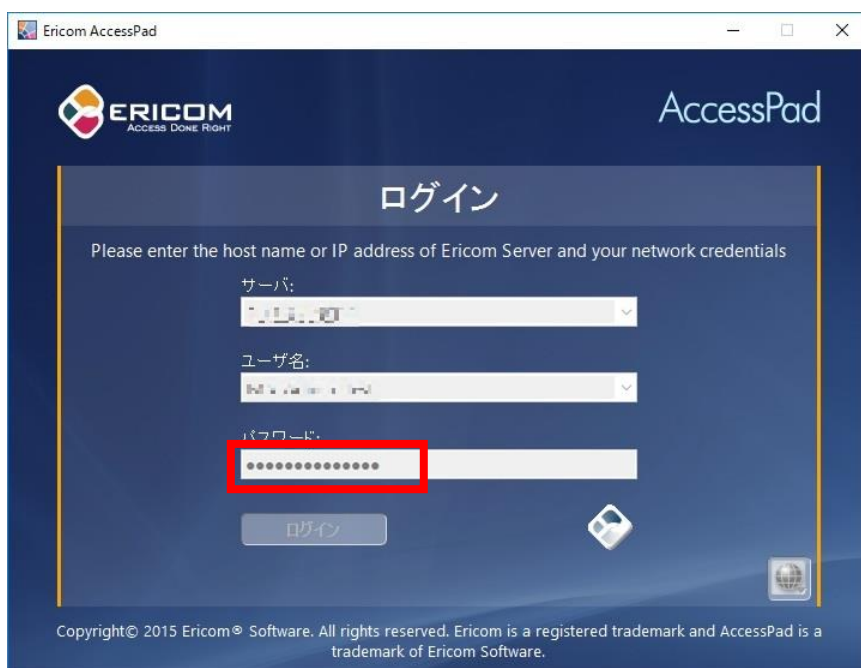 Ericom AccessPad
ERICOM
ACCESS DONE RIGHT
AccessPad
ログイン
Please enter the host name or IP address of Ericom Server and your network credentials
サーバ:
ユーザ名:
パスワード:
••••••••••••••
ログイン
Copyright© 2015 Ericom® Software. All rights reserved. Ericom is a registered trademark and AccessPad is a
trademark of Ericom Software.